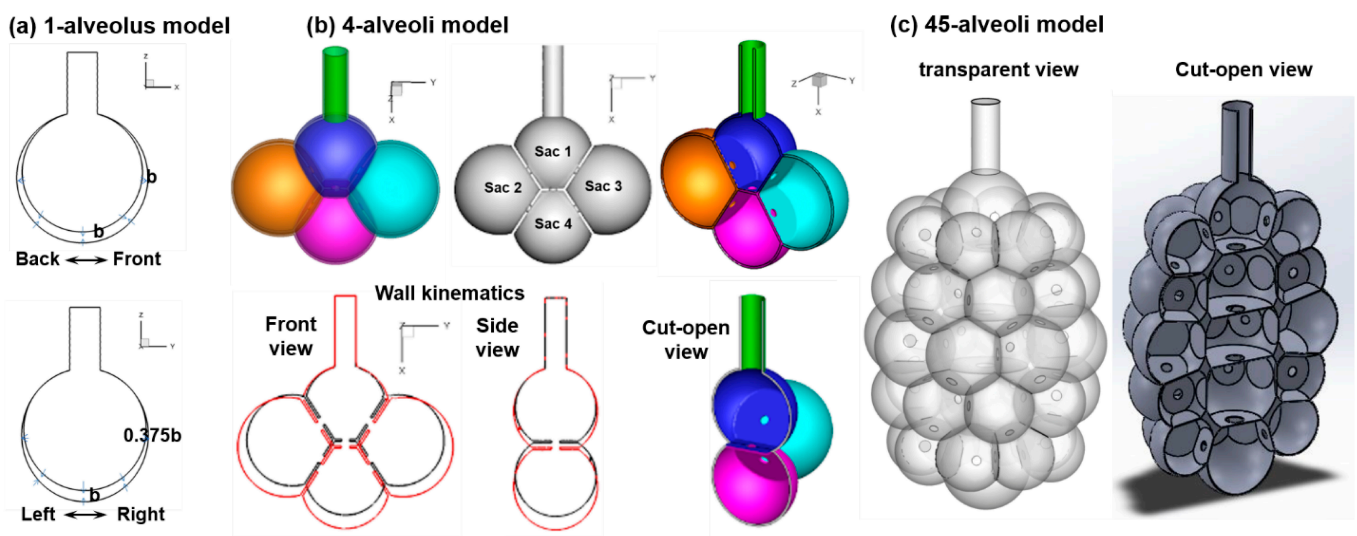 (a) 1-alveolus model
z
x
b
b
Back Front
z
x
Y
0.375b
b
Left Right
(b) 4-alveoli model
Y
Z
X
Z
Y
X
Sac 1
Sac 2
Sac 3
Sac 4
Z
Y
X
Wall kinematics
Front
view
Z
Y
X
Side
view
Cut-open
view
(c) 45-alveoli model
transparent view
Cut-open view